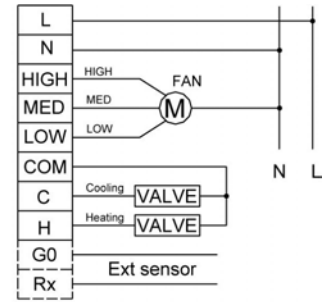 L
N
HIGH HIGH FAN
MED MED M
LOW LOW
COM N L
C Cooling VALVE
H Heating VALVE
G0
Ext sensor
Rx